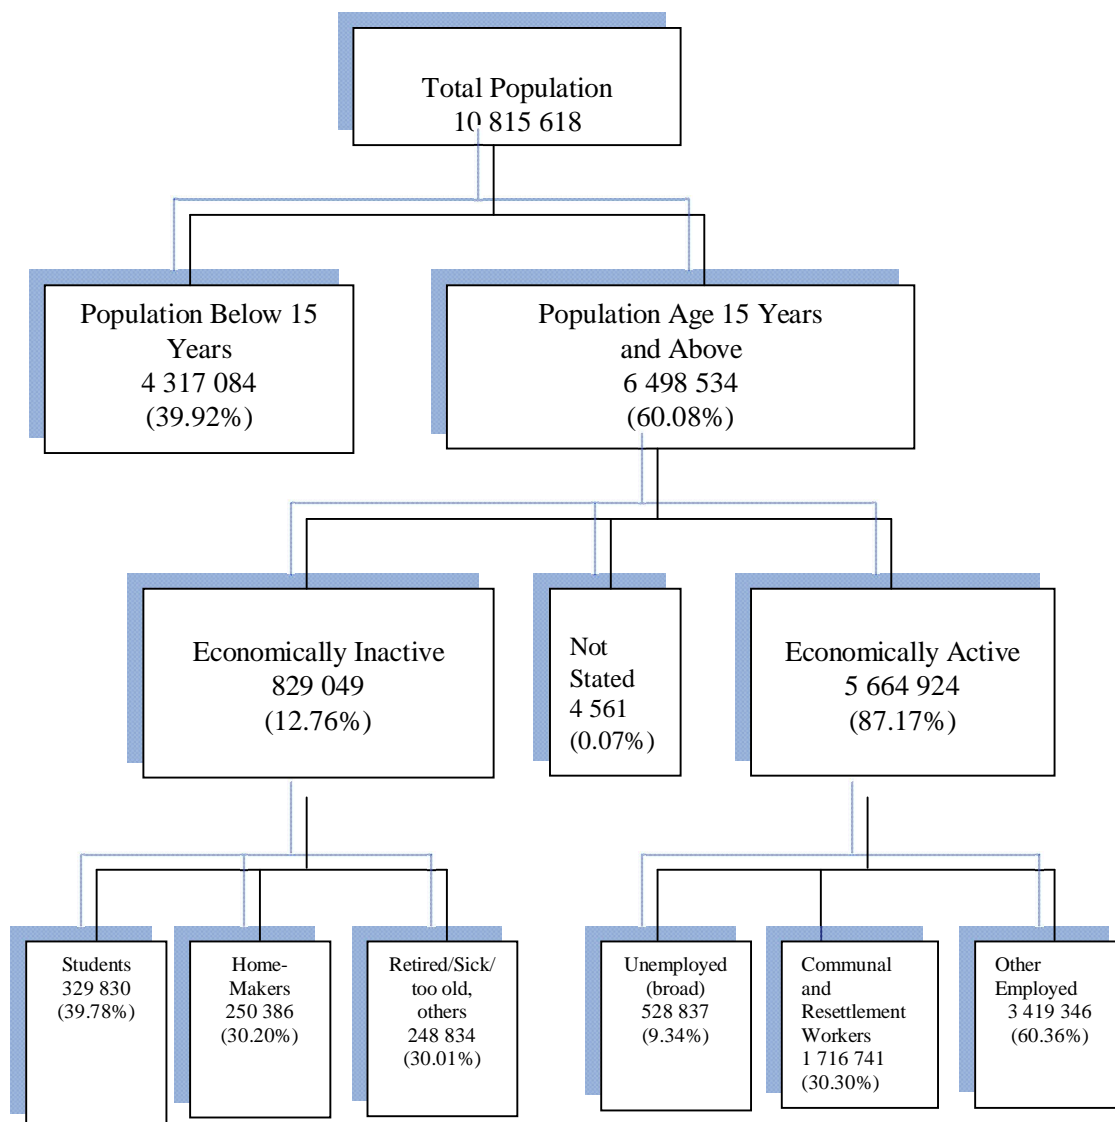 Total Population
10 815 618
Population Below 15
Years
4 317 084
(39.92%)
Population Age 15 Years
and Above
6 498 534
(60.08%)
Economically Inactive
829 049
(12.76%)
Not
Stated
4 561
(0.07%)
Economically Active
5 664 924
(87.17%)
Students
329 830
(39.78%)
Home-
Makers
250 386
(30.20%)
Retired/Sick/
too old,
others
248 834
(30.01%)
Unemployed
(broad)
528 837
(9.34%)
Communal
and
Resettlement
Workers
1 716 741
(30.30%)
Other
Employed
3 419 346
(60.36%)